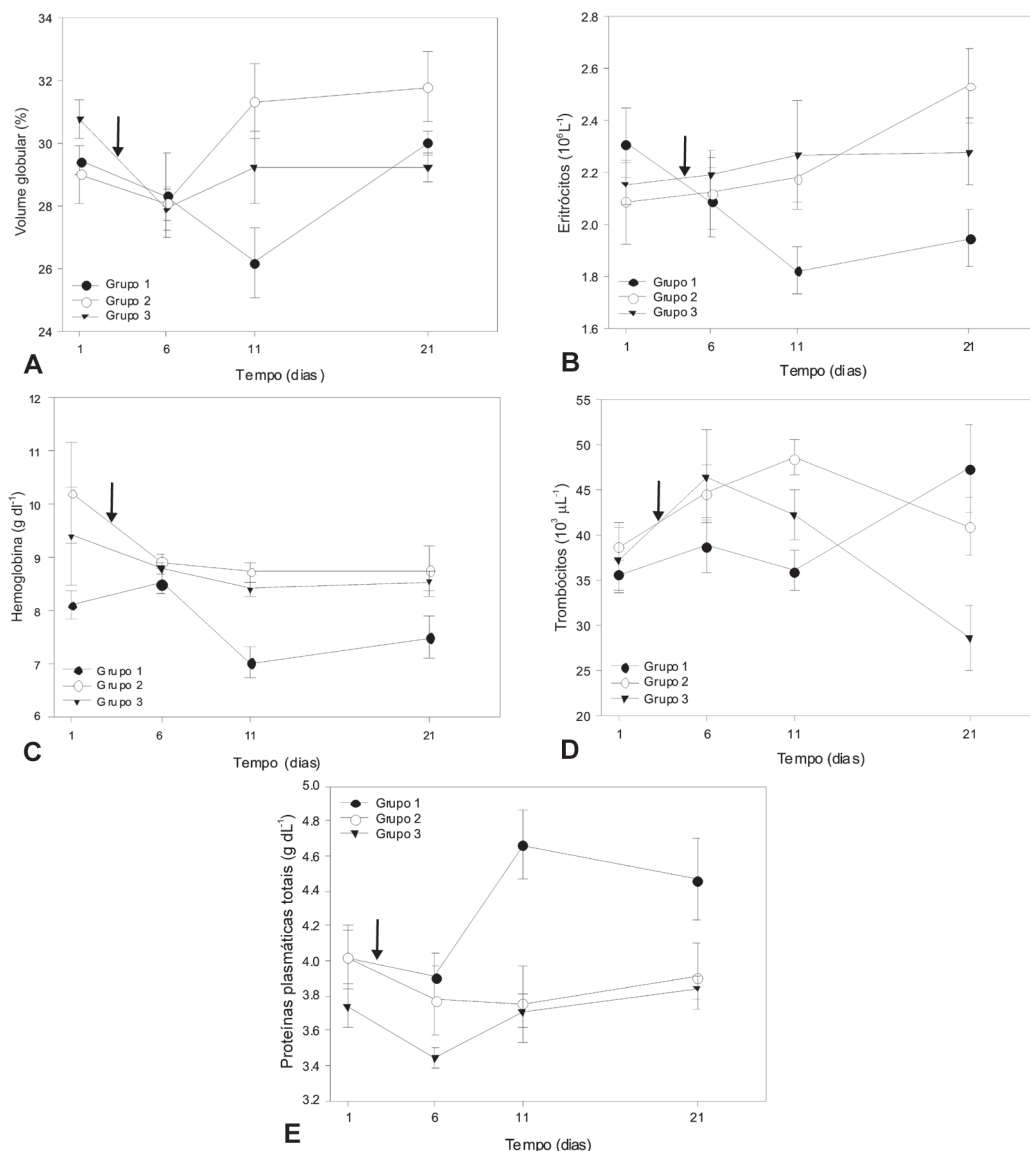 Volume globular (%)
34
32
30
28
26
24
Grupo 1
Grupo 2
Grupo 3
1 6 11 21
Tempo (dias)
A
Eritrócitos (10⁶L⁻¹)
2.8
2.6
2.4
2.2
2.0
1.8
1.6
Grupo 1
Grupo 2
Grupo 3
1 6 11 21
Tempo (dias)
B
Hemoglobina (g dl⁻¹)
12
11
10
9
8
7
6
Grupo 1
Grupo 2
Grupo 3
1 6 11 21
Tempo (dias)
C
Trombócitos (10³ µL⁻¹)
55
50
45
40
35
30
25
20
Grupo 1
Grupo 2
Grupo 3
1 6 11 21
Tempo (dias)
D
Proteínas plasmáticas totais (g dL⁻¹)
5.0
4.8
4.6
4.4
4.2
4.0
3.8
3.6
3.4
3.2
Grupo 1
Grupo 2
Grupo 3
1 6 11 21
Tempo (dias)
E